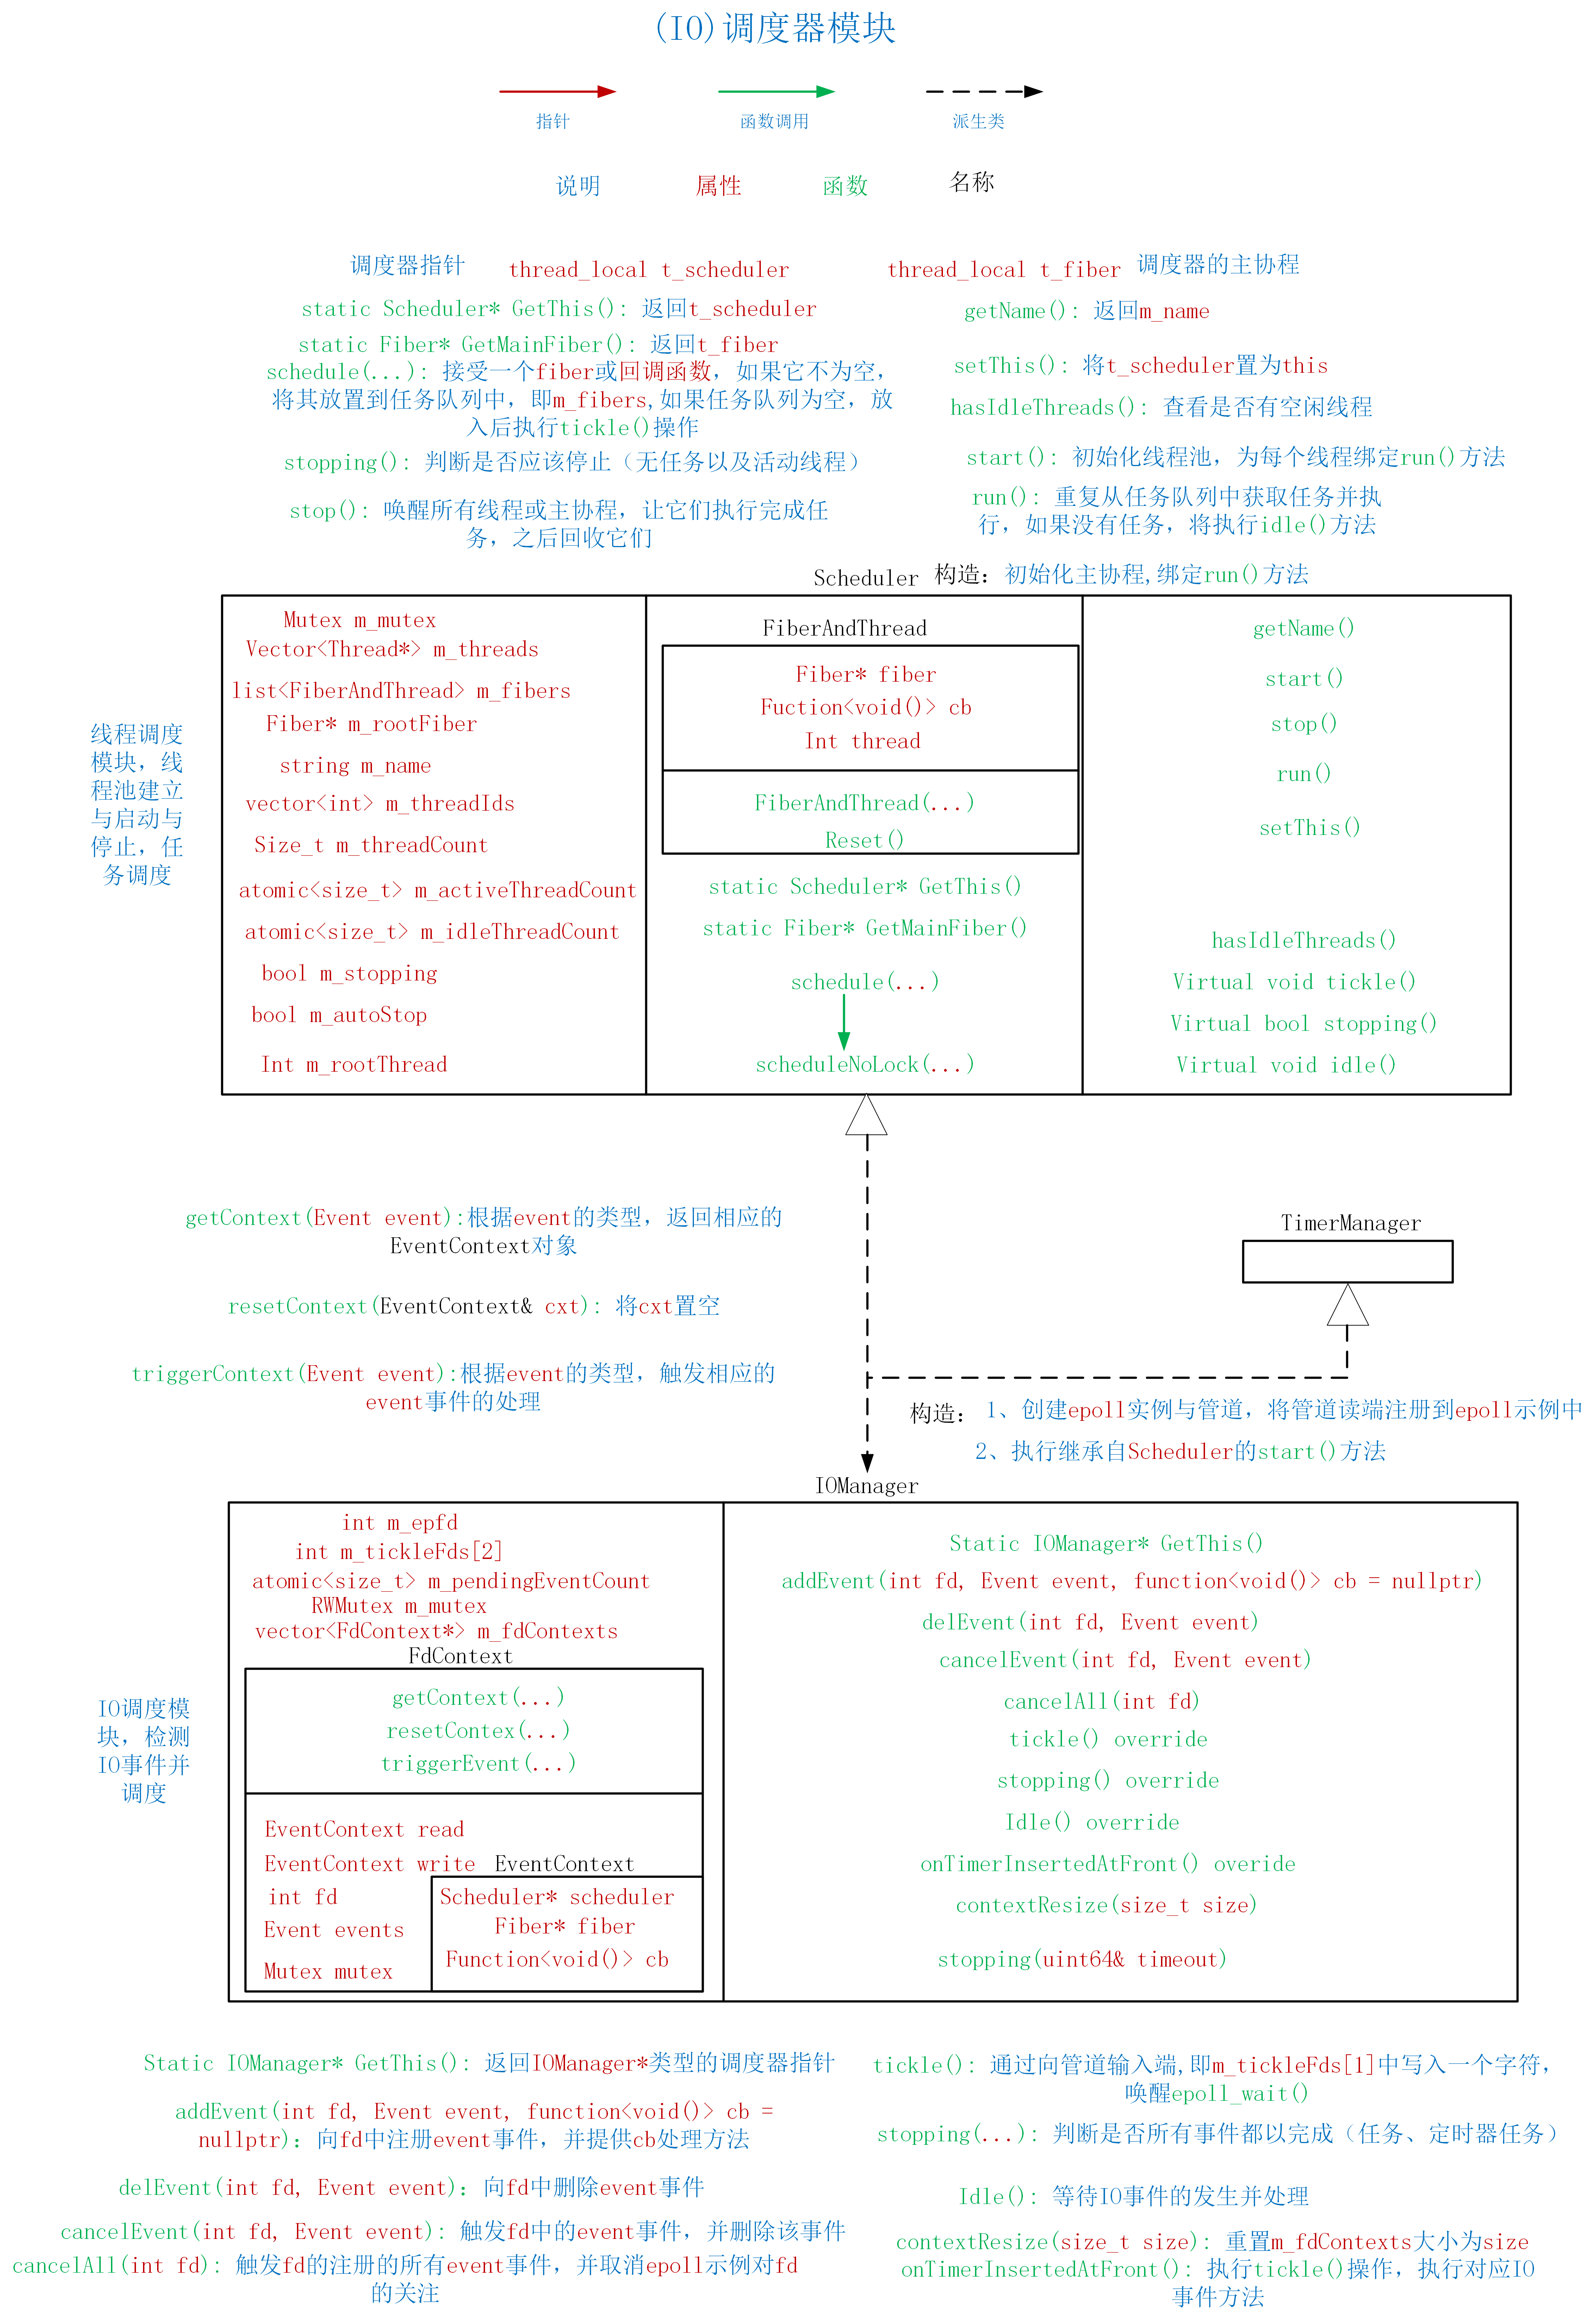 (IO)调度器模块
指针
函数调用
派生类
说明
属性
函数
名称
调度器指针 thread_local t_scheduler
thread_local t_fiber 调度器的主协程
static Scheduler* GetThis(): 返回t_scheduler
getName(): 返回m_name
static Fiber* GetMainFiber(): 返回t_fiber
schedule(...): 接受一个fiber或回调函数，如果它不为空，
将其放置到任务队列中，即m_fibers,如果任务队列为空，放
入后执行tickle()操作
setThis(): 将t_scheduler置为this
hasIdleThreads(): 查看是否有空闲线程
stopping(): 判断是否应该停止（无任务以及活动线程）
start(): 初始化线程池，为每个线程绑定run()方法
stop(): 唤醒所有线程或主协程，让它们执行完成任
务，之后回收它们
run(): 重复从任务队列中获取任务并执
行，如果没有任务，将执行idle()方法
Scheduler 构造：初始化主协程,绑定run()方法
线程调度
模块，线
程池建立
与启动与
停止，任
务调度
Mutex m_mutex
Vector<Thread*> m_threads
list<FiberAndThread> m_fibers
Fiber* m_rootFiber
string m_name
vector<int> m_threadIds
Size_t m_threadCount
atomic<size_t> m_activeThreadCount
atomic<size_t> m_idleThreadCount
bool m_stopping
bool m_autoStop
Int m_rootThread
FiberAndThread
Fiber* fiber
Fuction<void()> cb
Int thread
FiberAndThread(...)
Reset()
static Scheduler* GetThis()
static Fiber* GetMainFiber()
schedule(...)
scheduleNoLock(...)
getName()
start()
stop()
run()
setThis()
hasIdleThreads()
Virtual void tickle()
Virtual bool stopping()
Virtual void idle()
getContext(Event event):根据event的类型，返回相应的
EventContext对象
resetContext(EventContext& cxt): 将cxt置空
triggerContext(Event event):根据event的类型，触发相应的
event事件的处理
TimerManager
构造： 1、创建epoll实例与管道，将管道读端注册到epoll示例中
2、执行继承自Scheduler的start()方法
IOManager
IO调度模
块，检测
IO事件并
调度
int m_epfd
int m_tickleFds[2]
atomic<size_t> m_pendingEventCount
RWMutex m_mutex
vector<FdContext*> m_fdContexts
FdContext
getContext(...)
resetContex(...)
triggerEvent(...)
EventContext read
EventContext write
int fd
Event events
Mutex mutex
EventContext
Scheduler* scheduler
Fiber* fiber
Function<void()> cb
Static IOManager* GetThis()
addEvent(int fd, Event event, function<void()> cb = nullptr)
delEvent(int fd, Event event)
cancelEvent(int fd, Event event)
cancelAll(int fd)
tickle() override
stopping() override
Idle() override
onTimerInsertedAtFront() overide
contextResize(size_t size)
stopping(uint64& timeout)
Static IOManager* GetThis(): 返回IOManager*类型的调度器指针
addEvent(int fd, Event event, function<void()> cb =
nullptr)：向fd中注册event事件，并提供cb处理方法
delEvent(int fd, Event event)：向fd中删除event事件
cancelEvent(int fd, Event event): 触发fd中的event事件，并删除该事件
cancelAll(int fd): 触发fd的注册的所有event事件，并取消epoll示例对fd
的关注
tickle(): 通过向管道输入端,即m_tickleFds[1]中写入一个字符，
唤醒epoll_wait()
stopping(...): 判断是否所有事件都以完成（任务、定时器任务）
Idle(): 等待IO事件的发生并处理
contextResize(size_t size): 重置m_fdContexts大小为size
onTimerInsertedAtFront(): 执行tickle()操作，执行对应IO
事件方法